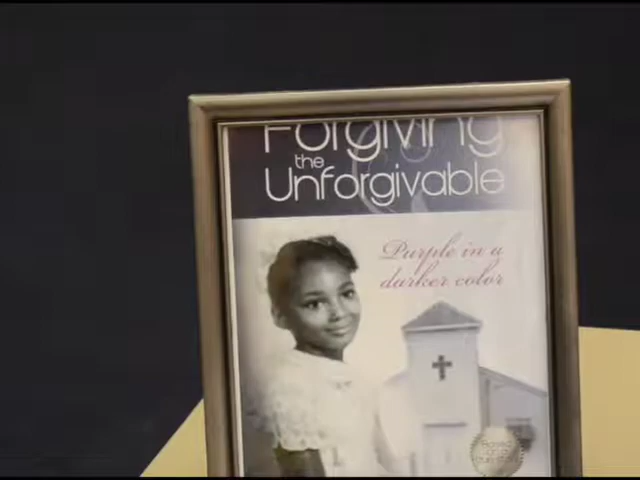 Forgiving
the
Unforgivable
Purple in a
darker color